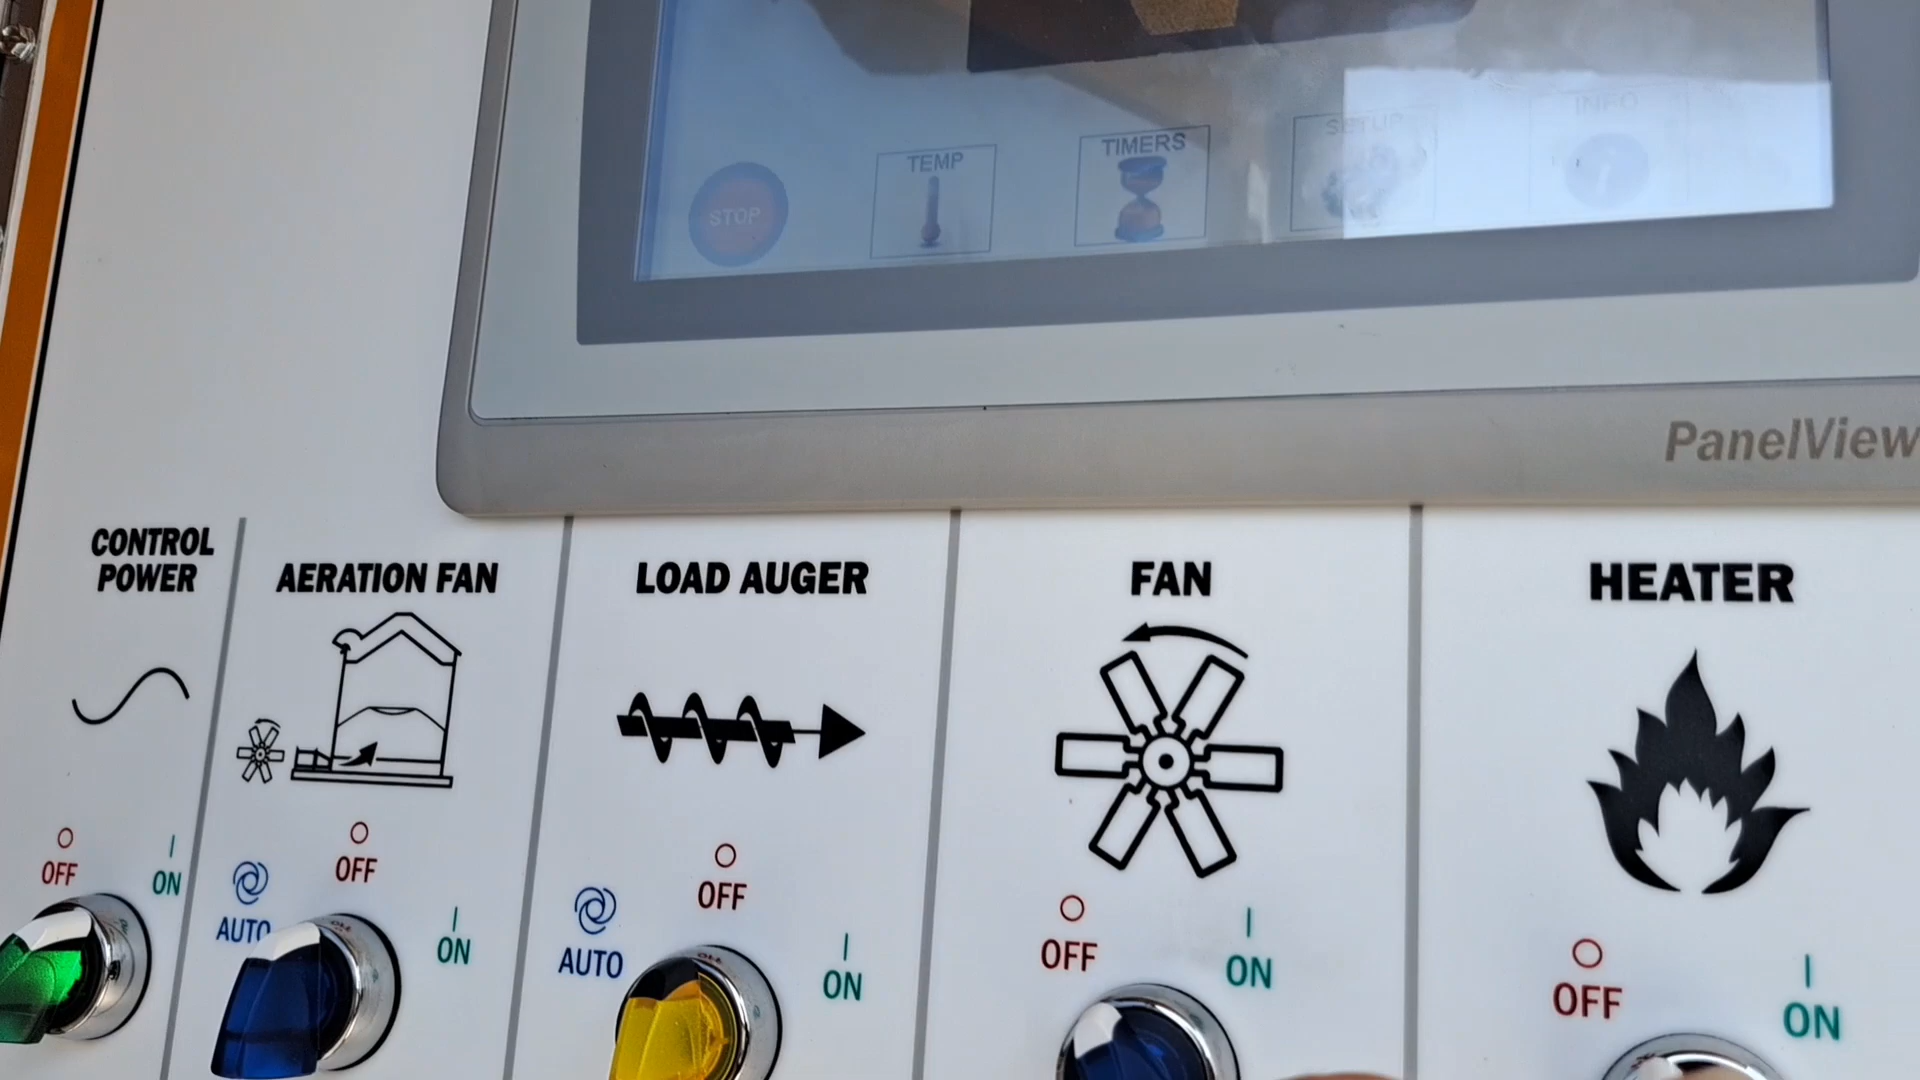 STOP
TEMP
TIMERS
SETUP
INFO
PanelView
CONTROL
POWER
AERATION FAN
LOAD AUGER
FAN
HEATER
OFF
ON
AUTO
OFF
ON
AUTO
OFF
ON
OFF
ON
OFF
ON